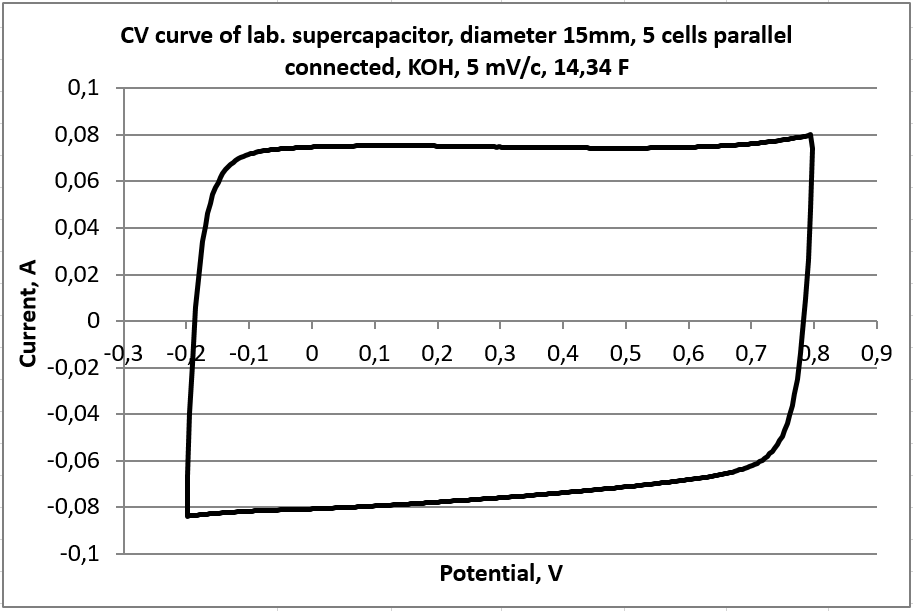 CV curve of lab. supercapacitor, diameter 15mm, 5 cells parallel
connected, KOH, 5 mV/c, 14,34 F
0,1
0,08
0,06
0,04
0,02
0
-0,02
-0,04
-0,06
-0,08
-0,1
Current, A
-0,3 -0,2 -0,1 0 0,1 0,2 0,3 0,4 0,5 0,6 0,7 0,8 0,9
Potential, V